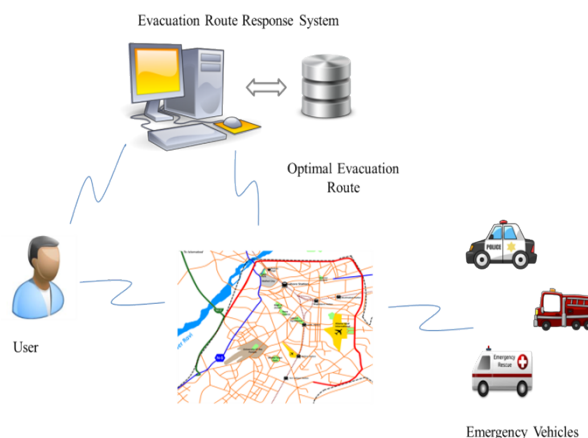 Evacuation Route Response System
Optimal Evacuation
Route
POLICE
User
Emergency
Rescue
Emergency Vehicles